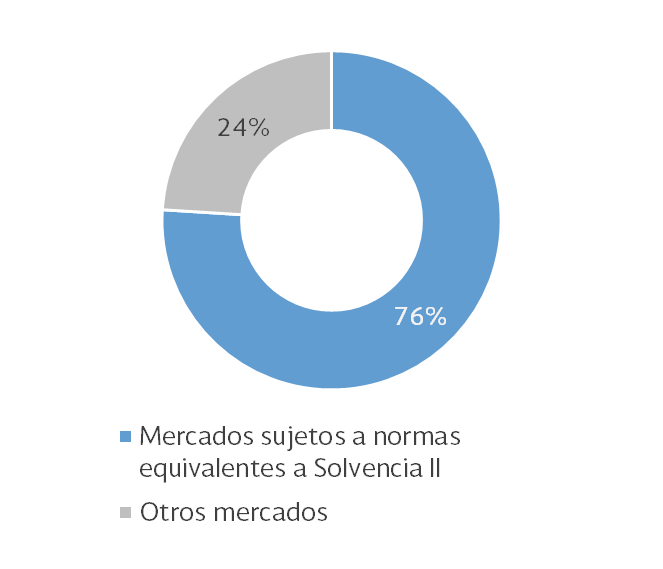 24%
76%
Mercados sujetos a normas
equivalentes a Solvencia II
Otros mercados